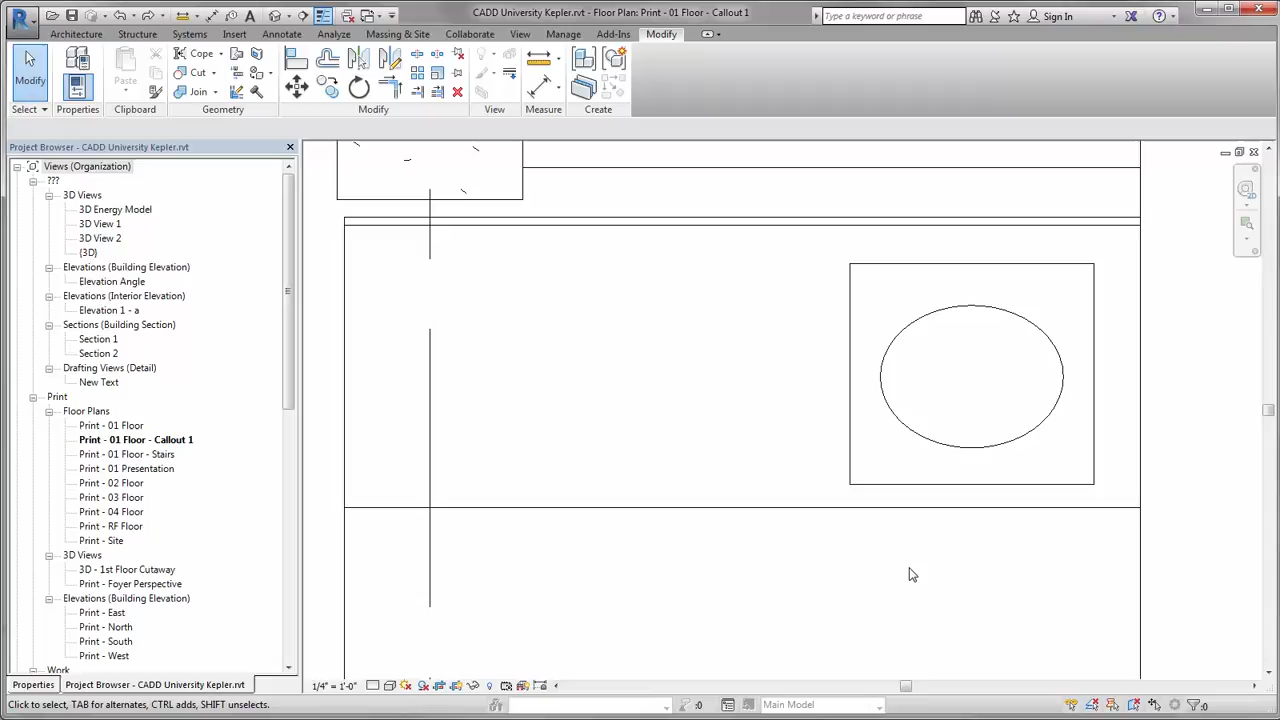 CADD University Kepler.rvt - Floor Plan: Print - 01 Floor - Callout 1
Type a keyword or phrase
Sign In
Architecture
Structure
Systems
Insert
Annotate
Analyze
Massing & Site
Collaborate
View
Manage
Add-Ins
Modify
Modify
Paste
Cope
Cut
Join
Select
Properties
Clipboard
Geometry
Modify
View
Measure
Create
Project Browser - CADD University Kepler.rvt
Views (Organization)
???
3D Views
3D Energy Model
3D View 1
3D View 2
{3D}
Elevations (Building Elevation)
Elevation Angle
Elevations (Interior Elevation)
Elevation 1 - a
Sections (Building Section)
Section 1
Section 2
Drafting Views (Detail)
New Text
Print
Floor Plans
Print - 01 Floor
Print - 01 Floor - Callout 1
Print - 01 Floor - Stairs
Print - 01 Presentation
Print - 02 Floor
Print - 03 Floor
Print - 04 Floor
Print - RF Floor
Print - Site
3D Views
3D - 1st Floor Cutaway
Print - Foyer Perspective
Elevations (Building Elevation)
Print - East
Print - North
Print - South
Print - West
Work
Properties
Project Browser - CADD University Kepler.rvt
1/4" = 1'-0"
Click to select, TAB for alternates, CTRL adds, SHIFT unselects.
:0
Main Model
:0